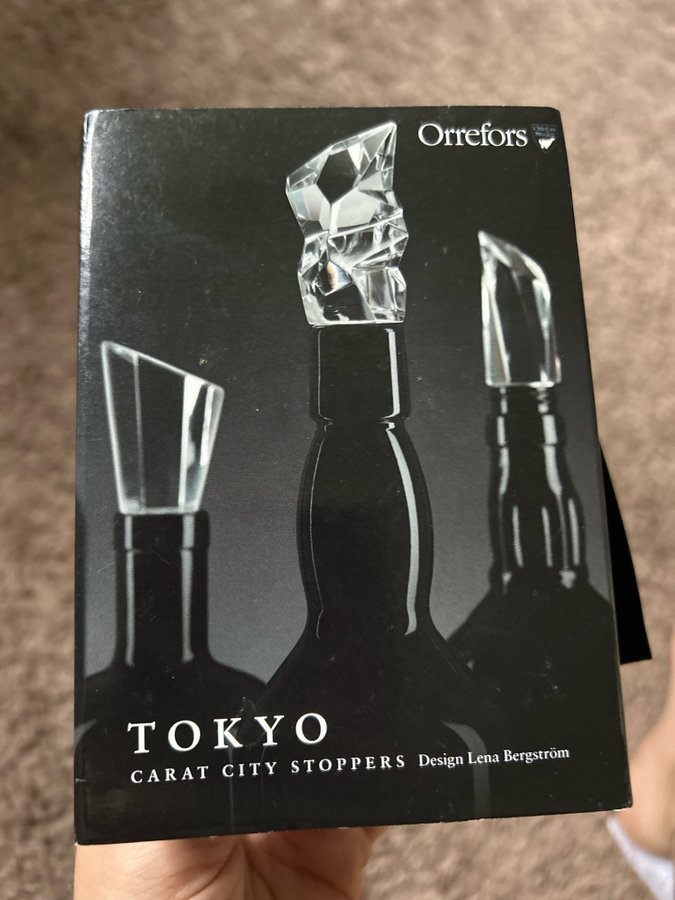 Orrefors
TOKYO
CARAT CITY STOPPERS Design Lena Bergström